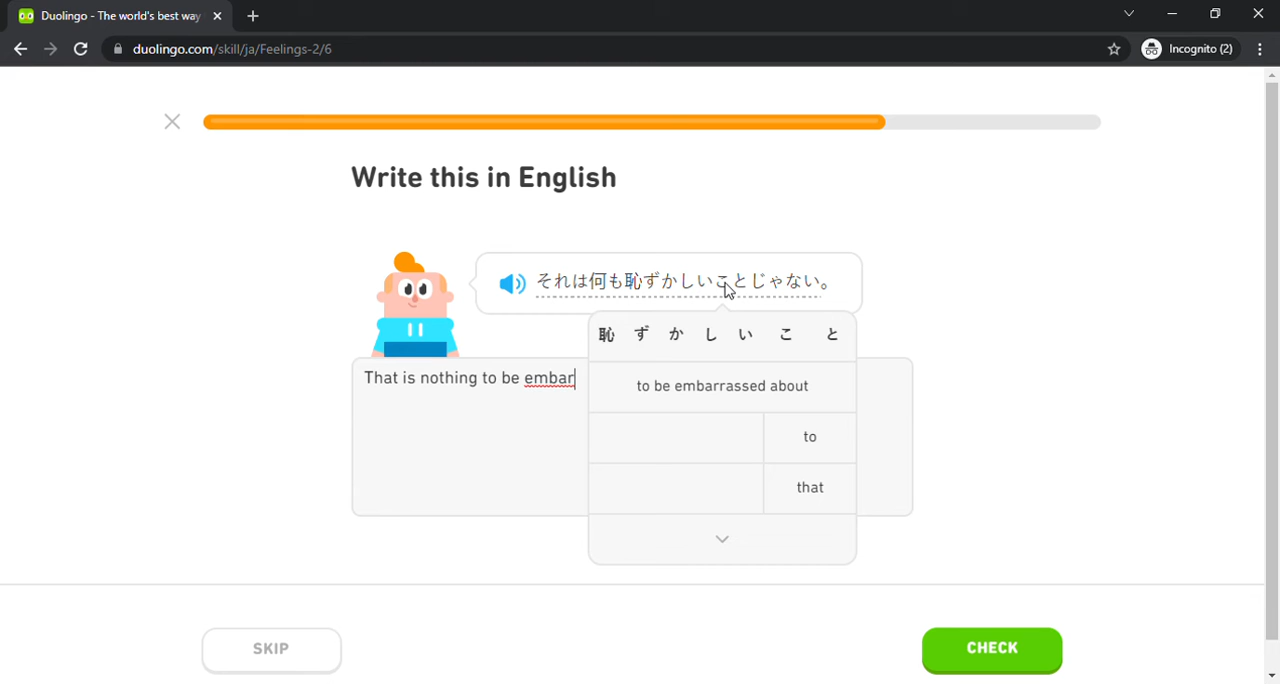 Duolingo - The world's best way
duolingo.com/skill/ja/Feelings-2/6
Incognito (2)
Write this in English
それは何も恥ずかしいことじゃない。
恥ずかしいこと
That is nothing to be embar
to be embarrassed about
to
that
SKIP
CHECK